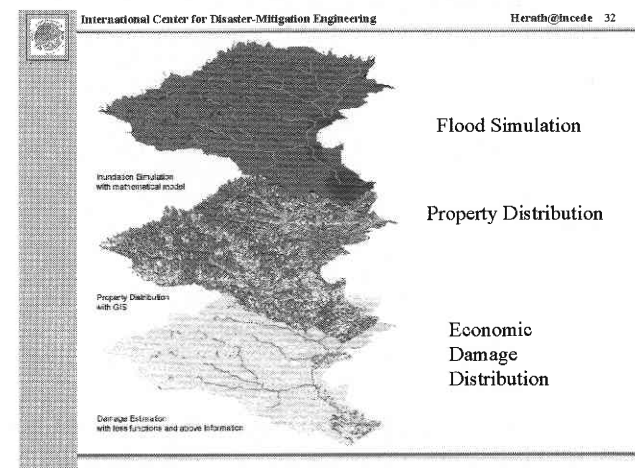 International Center for Disaster-Mitigation Engineering
Herath@incede 32
Flood Simulation
Inundation Simulation
with mathematical model
Property Distribution
Property Distribution
with GIS
Economic
Damage
Distribution
Damage Estimation
with loss functions and above Information